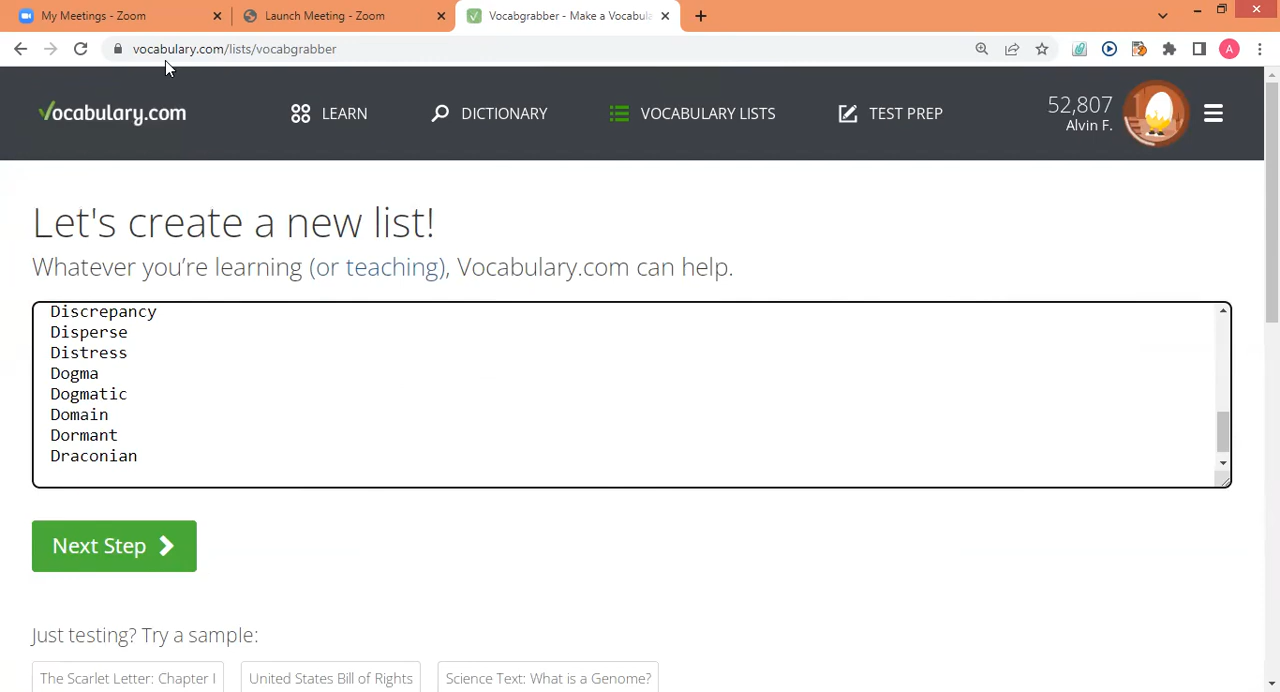 My Meetings - Zoom
Launch Meeting - Zoom
Vocabgrabber - Make a Vocabula
vocabulary.com/lists/vocabgrabber
A
Vocabulary.com
LEARN
DICTIONARY
VOCABULARY LISTS
TEST PREP
52,807
Alvin F.
Let's create a new list!
Whatever you're learning (or teaching), Vocabulary.com can help.
Discrepancy
Disperse
Distress
Dogma
Dogmatic
Domain
Dormant
Draconian
Next Step
Just testing? Try a sample:
The Scarlet Letter: Chapter I
United States Bill of Rights
Science Text: What is a Genome?